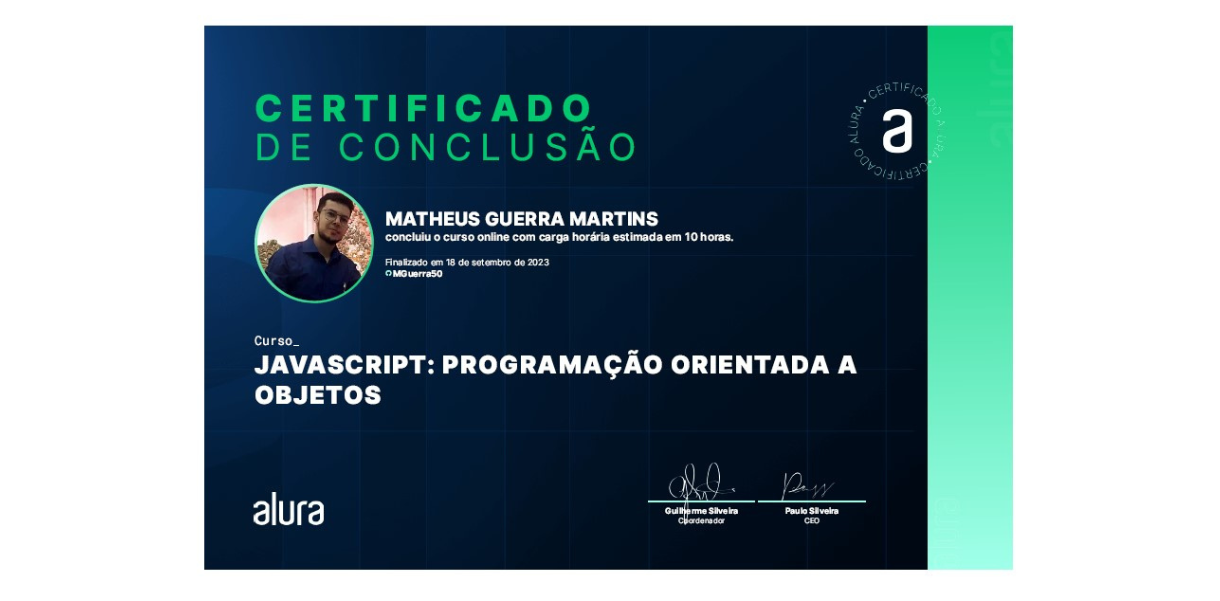 CERTIFICADO
DE CONCLUSÃO
CERTIFICADO ALURA • CERTIFICADO ALURA •
a
MATHEUS GUERRA MARTINS
concluiu o curso online com carga horária estimada em 10 horas.
Finalizado em 18 de setembro de 2023
MGuerra50
Curso_
JAVASCRIPT: PROGRAMAÇÃO ORIENTADA A
OBJETOS
alura
Guilherme Silveira
Coordenador
Paulo Silveira
CEO
alura
alura